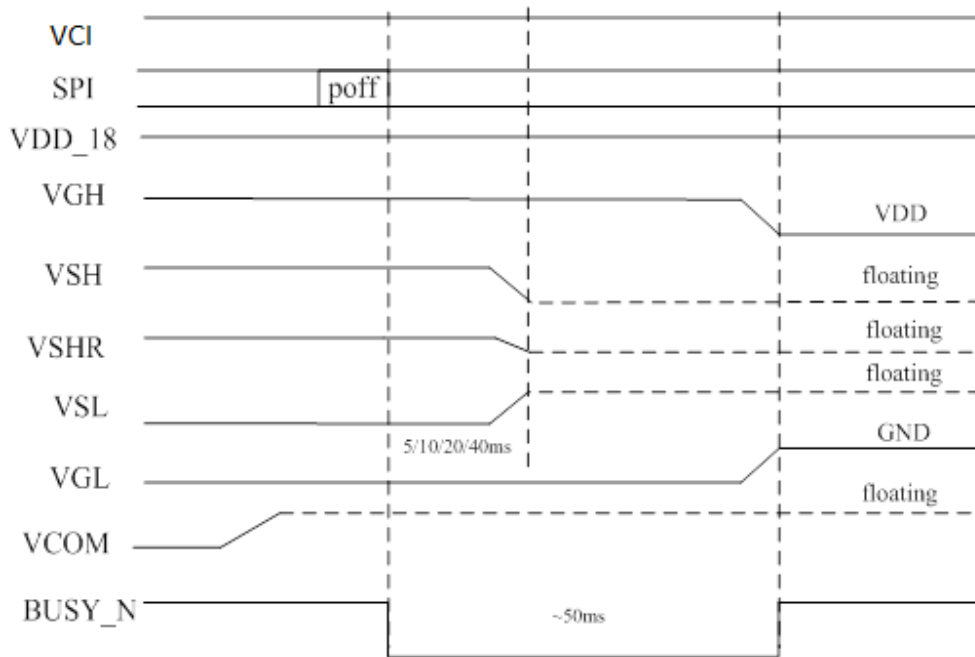 VCI
SPI
poff
VDD_18
VGH
VDD
VSH
floating
VSHR
floating
floating
VSL
GND
5/10/20/40ms
VGL
floating
VCOM
BUSY_N
~50ms